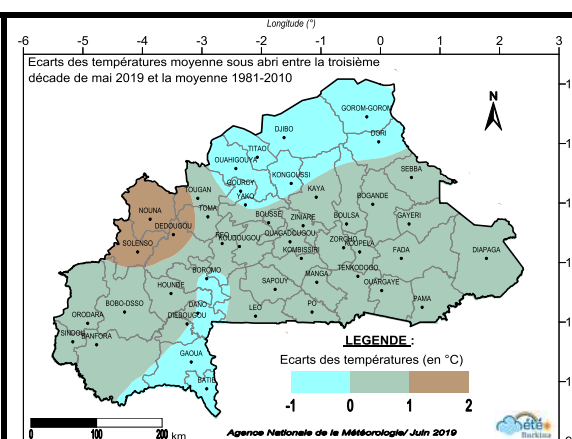 Longitude (°)
-6 -5 -4 -3 -2 -1 0 1 2 3
Ecarts des températures moyenne sous abri entre la troisième
décade de mai 2019 et la moyenne 1981-2010
N
GOROM-GOROM
DJIBO
DORI
TITAO
OUAHIGOUYA
KONGOUSSI
SEBBA
GOURCY
TOUGAN
YAKO
KAYA
BOGANDE
NOUNA
TOMA
BOUSSE
ZINIARE
BOULSA
GAYERI
DEDOUGOU
SOLENSO
REO
KOUDOUGOU
OUAGADOUGOU
ZORGHO
KOUPELA
KOMBISSIRI
FADA
DIAPAGA
BOROMO
TENKODOGO
HOUNDE
SAPOUY
MANGA
OUARGAYE
BOBO-DSSO
DANO
PAMA
ORODARA
DIEBOUGOU
LEO
PO
SINDOU
BANFORA
GAOUA
BATIE
LEGENDE :
Ecarts des températures (en °C)
-1 0 1 2
0 100 200
km
Agence Nationale de la Météorologie/ Juin 2019
météo
Burkina